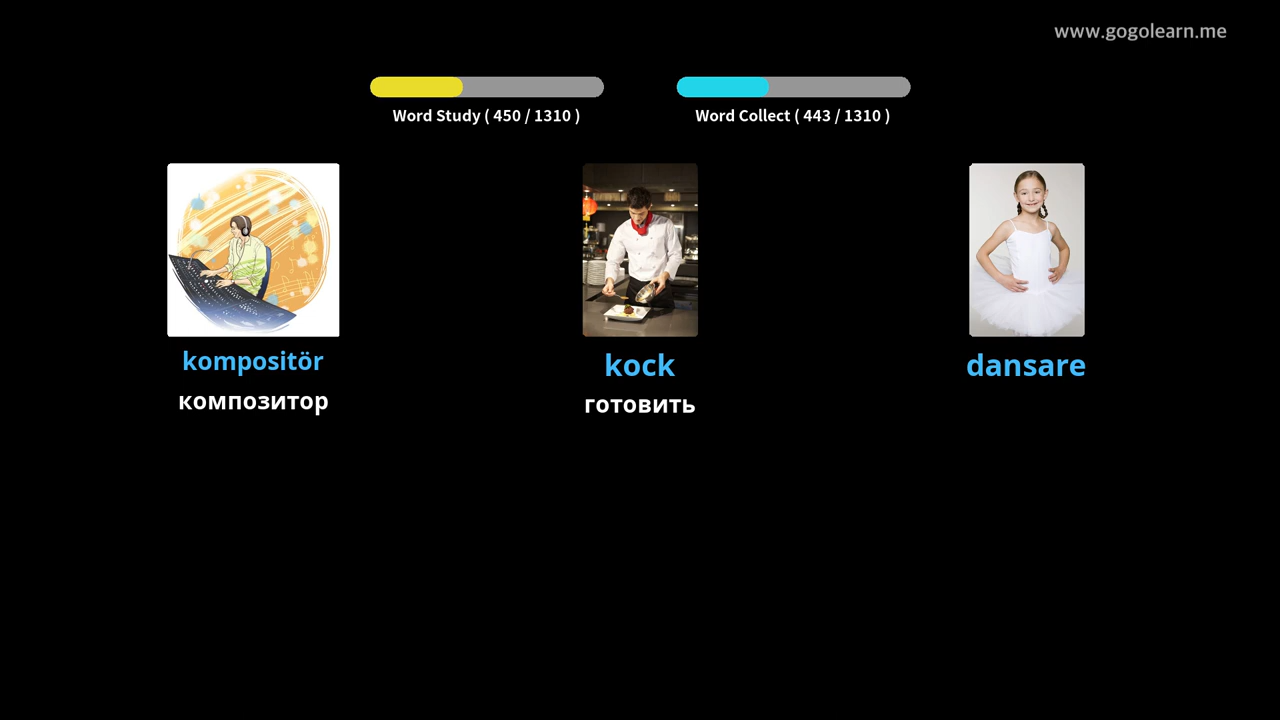 www.gogolearn.me
Word Study ( 450 / 1310 )
Word Collect ( 443 / 1310 )
kompositör
kock
dansare
композитор
готовить